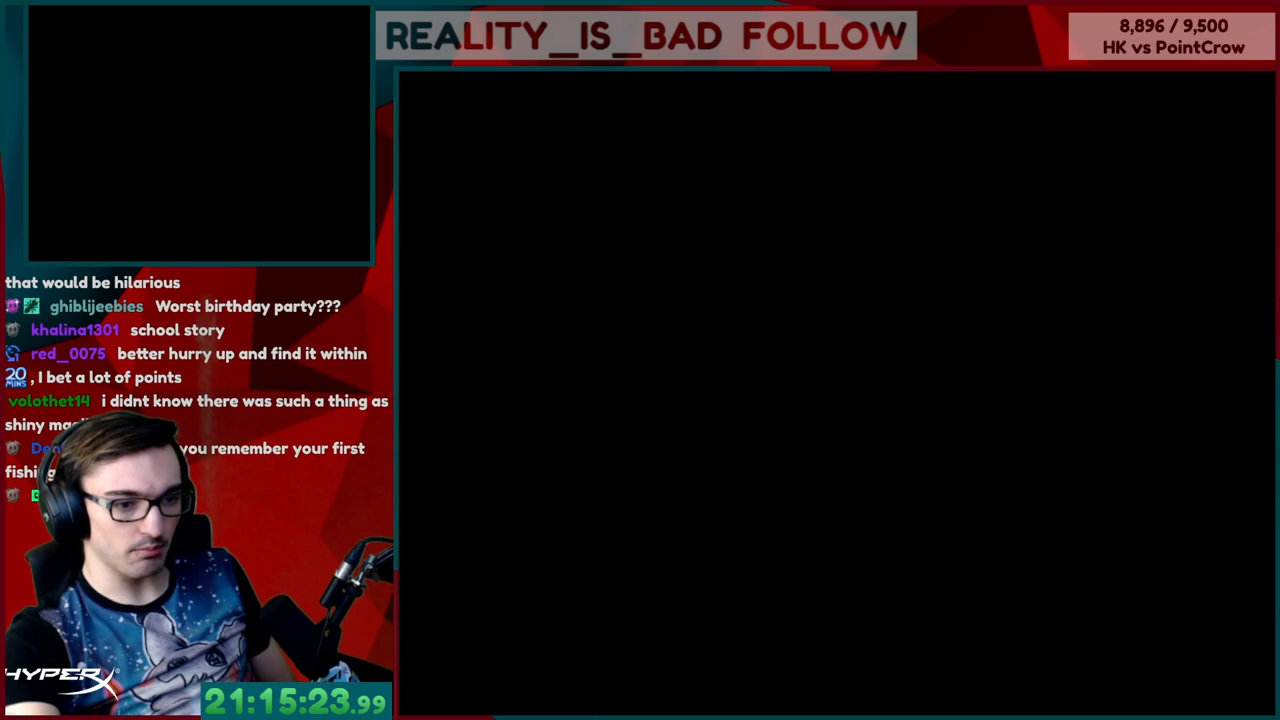 REALITY_IS_BAD FOLLOW
8,896 / 9,500
HK vs PointCrow
that would be hilarious
ghiblijeebies Worst birthday party???
khalina1301 school story
red_0075 better hurry up and find it within
20 MINS , I bet a lot of points
volothet14 i didnt know there was such a thing as
shiny
you remember your first
HYPERX
21:15:23.99